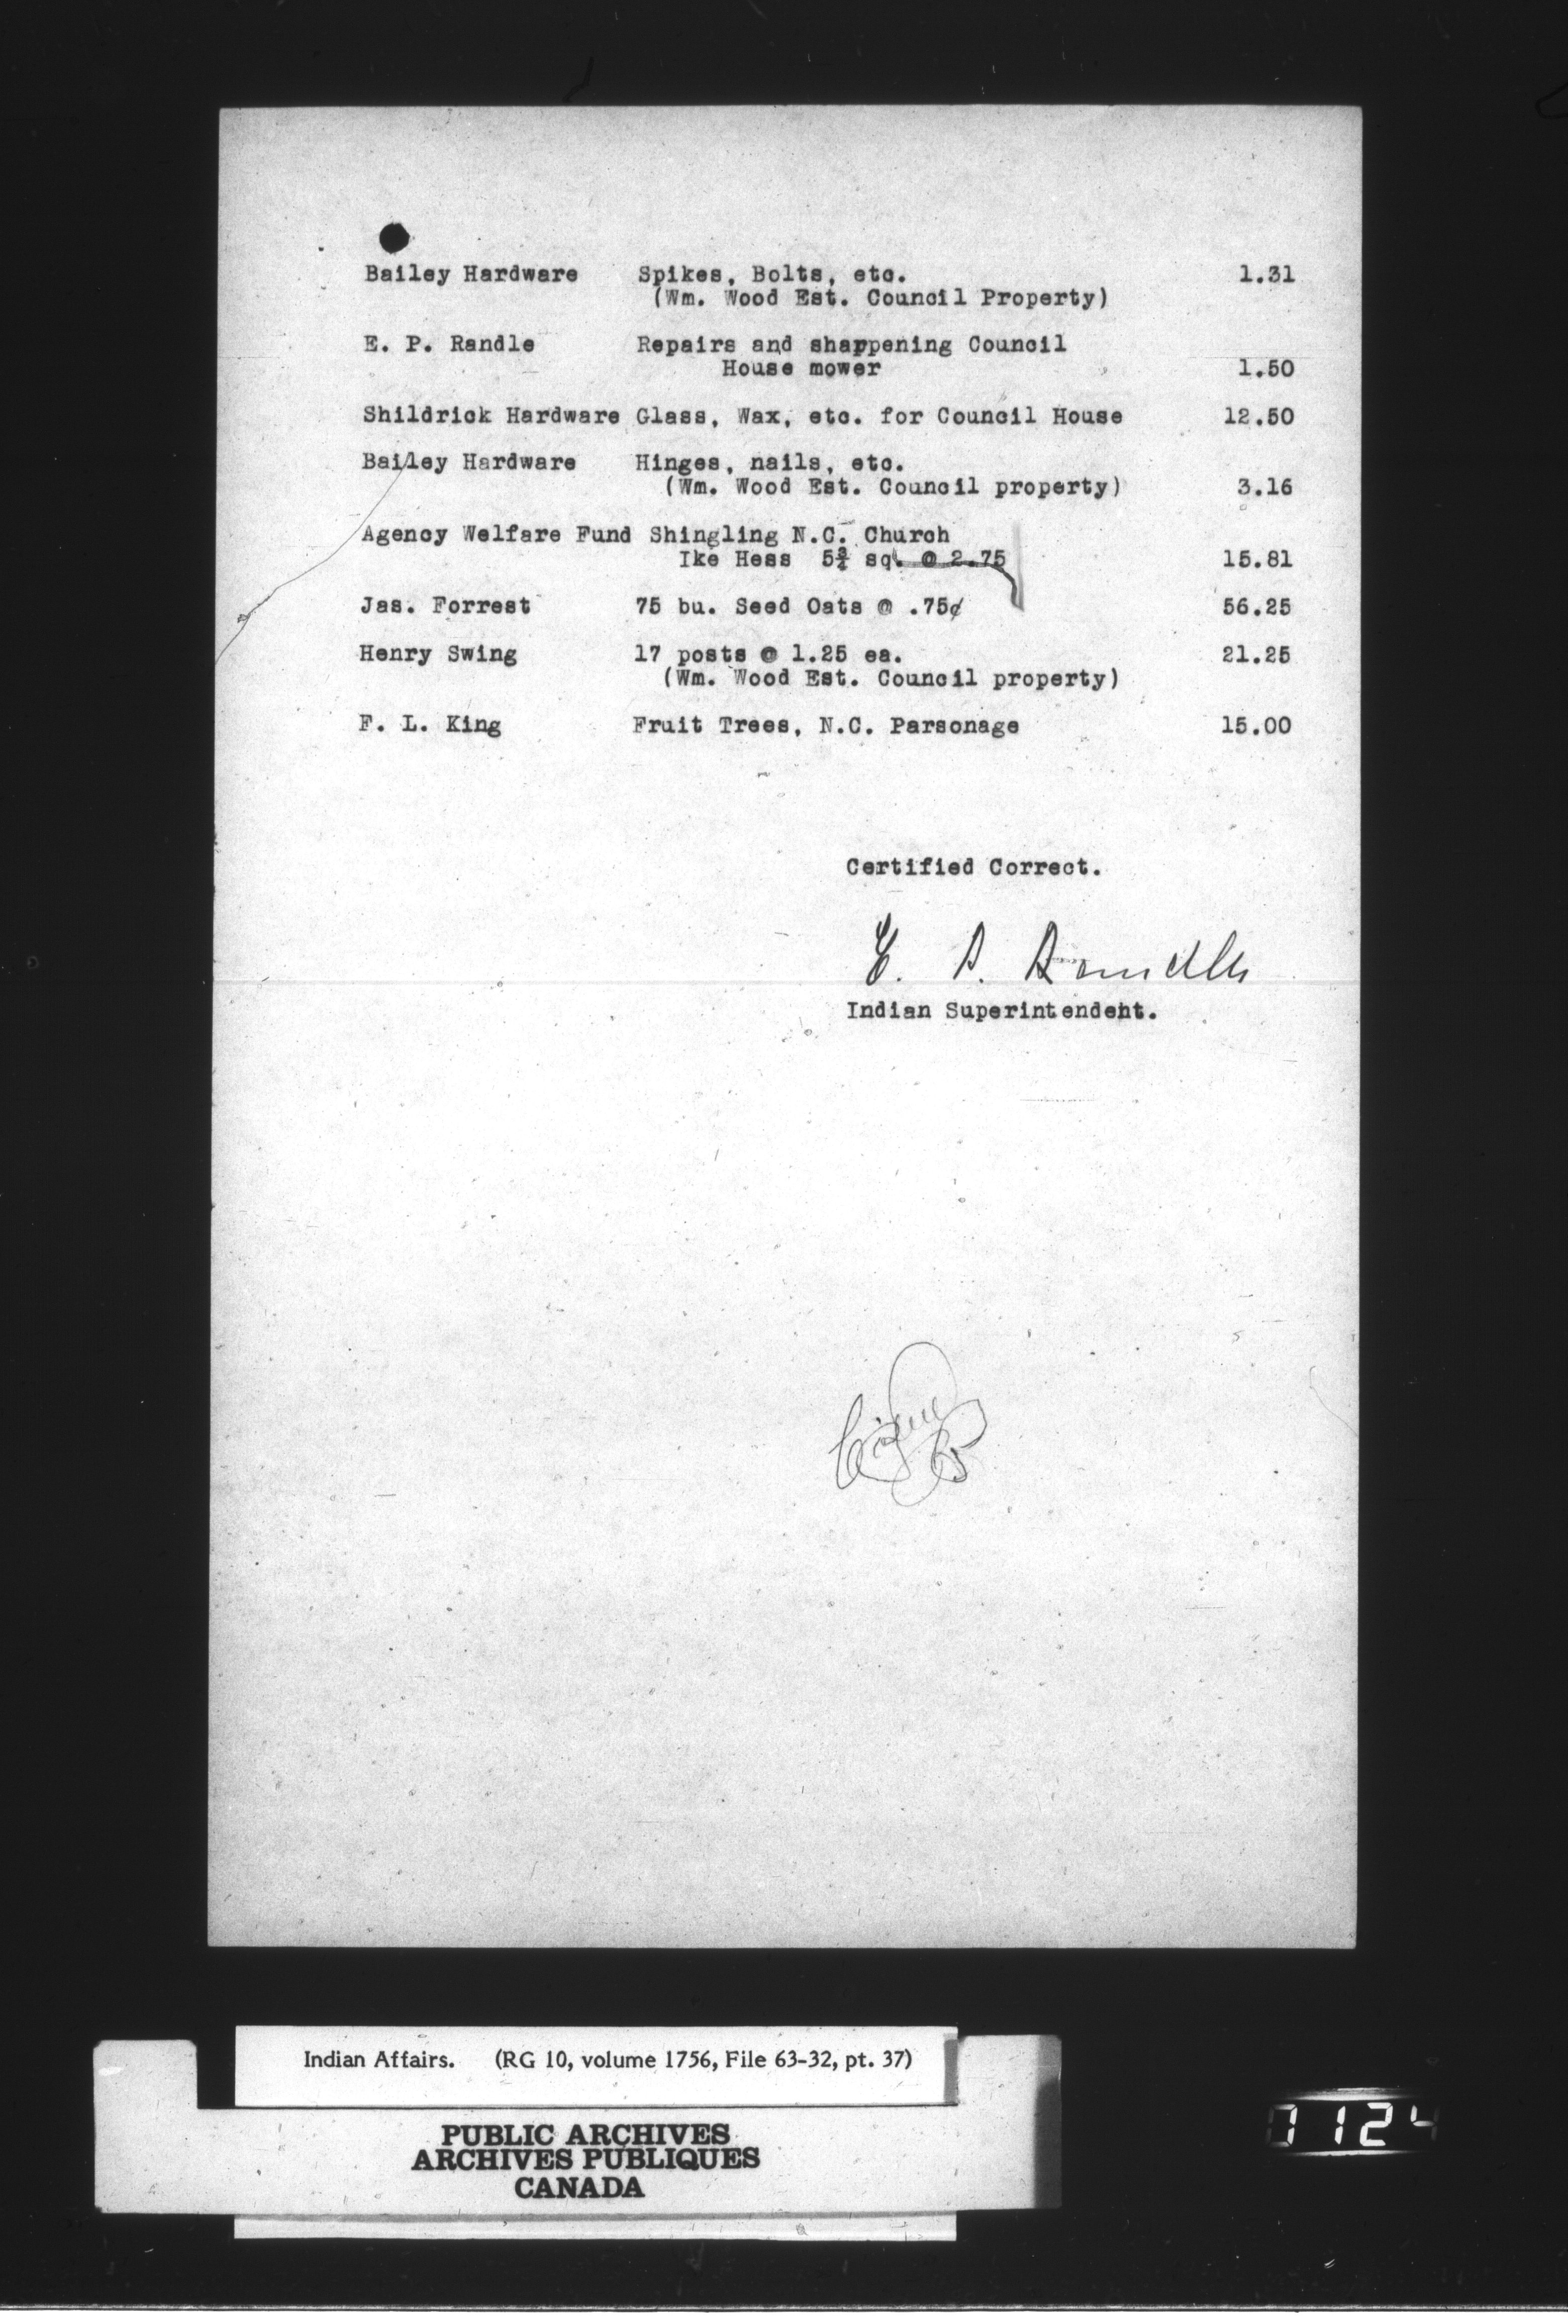 Bailey Hardware Spikes, Bolts, etc. 1.31
(Wm. Wood Est. Council Property)
E. P. Randle Repairs and sharpening Council
House mower 1.50
Shildrick Hardware Glass, Wax, etc. for Council House 12.50
Bailey Hardware Hinges, nails, etc.
(Wm. Wood Est. Council property) 3.16
Agency Welfare Fund Shingling N.C. Church
Ike Hess 5¾ sq. @ 2.75 15.81
Jas. Forrest 75 bu. Seed Oats @ .75¢ 56.25
Henry Swing 17 posts @ 1.25 ea. 21.25
(Wm. Wood Est. Council property)
F. L. King Fruit Trees, N.C. Parsonage 15.00
Certified Correct.
E. P. Randle
Indian Superintendent.
Indian Affairs. (RG 10, volume 1756, File 63-32, pt. 37)
PUBLIC ARCHIVES
ARCHIVES PUBLIQUES
CANADA
1124